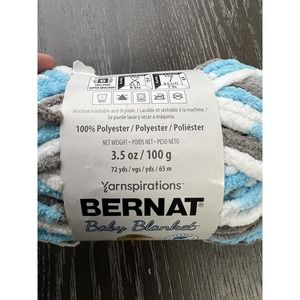 Machine washable and dryable. / Lavable et séchable à la machine. /
Se puede lavar y secar a máquina.
100% Polyester / Polyester / Poliéster
NET WEIGHT • POIDS NET • PESO NETO
3.5 oz / 100 g
72 yds / vgs / yds / 65 m
Yarnspirations™
BERNAT
Baby Blanket